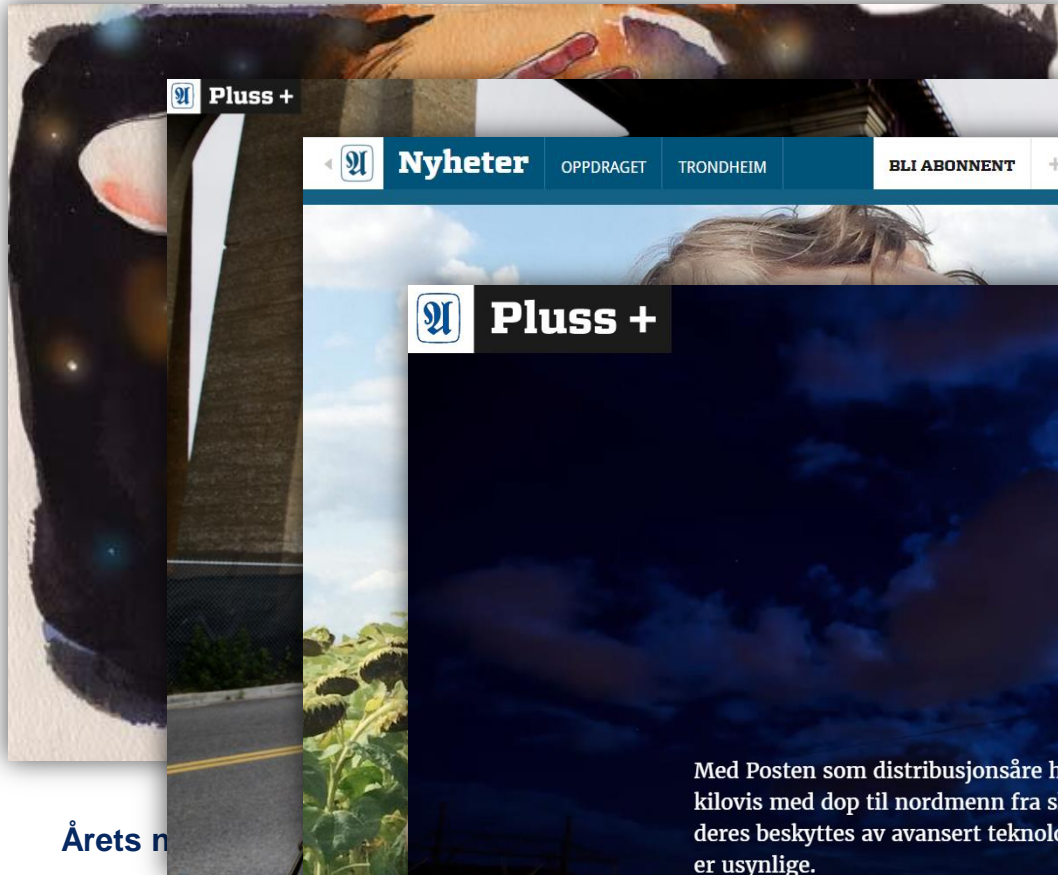 Pluss +
Nyheter OPPDRAGET TRONDHEIM BLI ABONNENT +
Pluss +
Med Posten som distribusjonsåre
kilovis med dop til nordmenn fra
deres beskyttes av avansert
er usynlige.
Årets